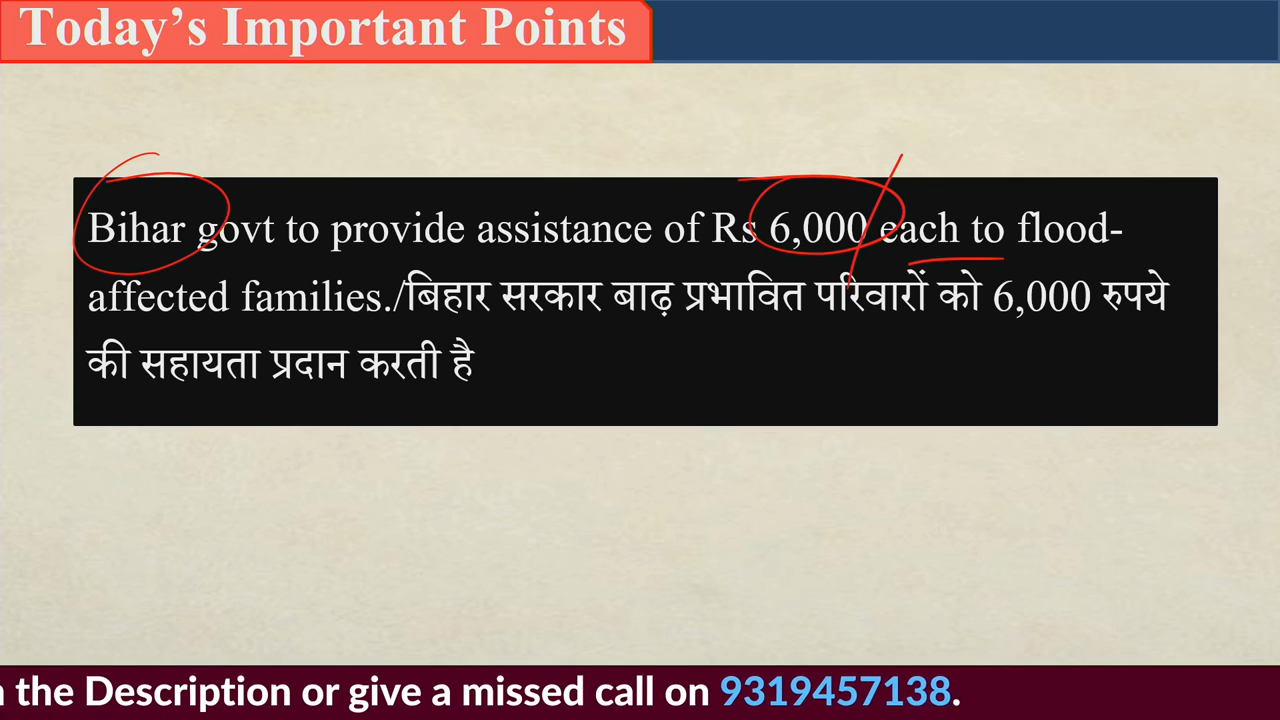 Today’s Important Points
Bihar govt to provide assistance of Rs 6,000 each to flood-
affected families./बिहार सरकार बाढ़ प्रभावित परिवारों को 6,000 रुपये
की सहायता प्रदान करती है
the Description or give a missed call on 9319457138.